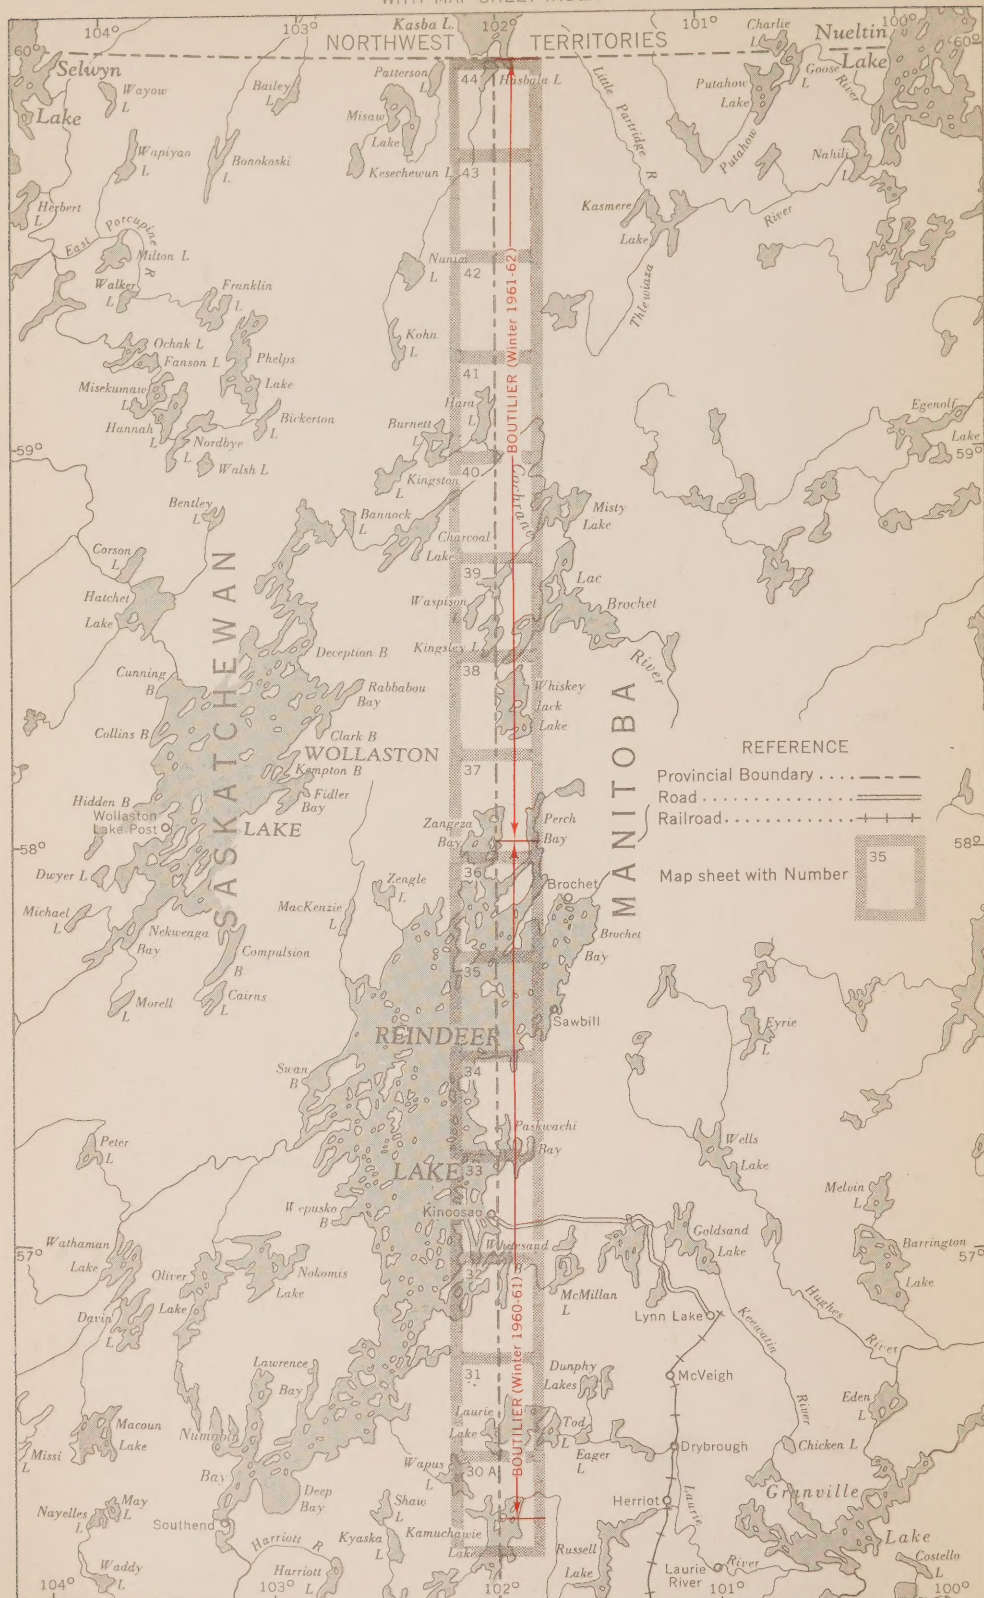 104°
103°
Kasba L.
102°
101°
Charlie
L
Nueltin
Lake
100°
60°
NORTHWEST TERRITORIES
60°
Selwyn
Lake
Wayow
L
Bailey
L
Patterson
L
44
Hasbala L
Little Partridge R
Goose
L
River
Putahow
Lake
Misaw
Lake
Wapiyao
L
Bonokoski
L
Kesechewun L
43
Putahow
River
Nahili
L
Herbert
L
Kasmere
Lake
East Porcupine R
Milton L
Nunim
L
42
Thlewiaza
Walker
L
Franklin
L
BOUTILIER (Winter 1961-62)
Ochak L
Fanson L
Phelps
Lake
Kohn
L
Misekumaw
L
41
Hara
L
Hannah
L
Nordbye
L
Bickerton
L
Burnett
L
Egenolf
Lake
59°
59°
Walsh L
Kingston
L
40
Cochrane
River
Bentley
L
Bannock
L
Charcoal
Lake
Misty
Lake
Corson
L
39
Lac
Brochet
Hatchet
Lake
Waspison
L
Kingsley L
SASKATCHEWAN
MANITOBA
Deception B
Cunning
B
Rabbabou
Bay
38
Whiskey
Jack
Lake
Collins B
Clark B
WOLLASTON
LAKE
Kempton B
37
REFERENCE
Provincial Boundary
Road
Railroad
Map sheet with Number
35
Fidler
Bay
Hidden B
Wollaston
Lake Post
Zangeza
Bay
Perch
Bay
58°
58°
Dwyer L
36
Zengle
L
Brochet
Michael
L
MacKenzie
L
Brochet
Bay
Nekweaga
Bay
Compulsion
B
35
Morell
L
Cairns
L
Sawbill
Eyrie
L
REINDEER
LAKE
Swan
B
34
Paskwachi
Bay
Peter
L
Wells
Lake
33
Melvin
L
Wepusko
B
Kinoosao
Goldsand
Lake
Wathaman
Lake
57°
57°
Whitesand
Barrington
Lake
Oliver
Lake
Nokomis
Lake
32
McMillan
L
Davin
L
Lynn Lake
Keewatin
River
Hughes
River
BOUTILIER (Winter 1960-61)
Lawrence
Bay
31
Dunphy
Lakes
McVeigh
Eden
L
Macoun
Lake
Laurie
Lake
Tod
L
Missi
L
Numabin
Bay
Eager
L
Drybrough
Chicken L
Wapus
L
30 A
Deep
Bay
Granville
Lake
May
L
Nayelles
L
Shaw
L
Herriot
Laurie
River
Southend
Kyaska
L
Kamuchawie
Lake
Harriott R
Russell
Lake
Costello
L
Waddy
L
Harriott
L
Laurie
River
104°
103°
102°
101°
100°